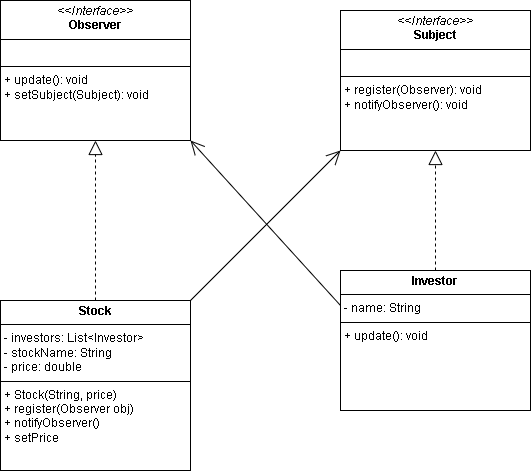 <<Interface>>
Observer
+ update(): void
+ setSubject(Subject): void
<<Interface>>
Subject
+ register(Observer): void
+ notifyObserver(): void
Stock
- investors: List<Investor>
- stockName: String
- price: double
+ Stock(String, price)
+ register(Observer obj)
+ notifyObserver()
+ setPrice
Investor
- name: String
+ update(): void